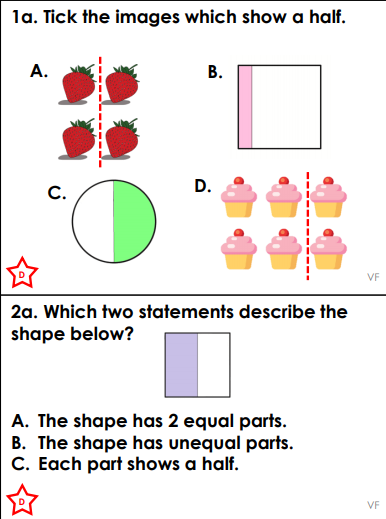 1a. Tick the images which show a half.
A.
B.
C.
D.
D
VF
2a. Which two statements describe the
shape below?
A. The shape has 2 equal parts.
B. The shape has unequal parts.
C. Each part shows a half.
D
VF